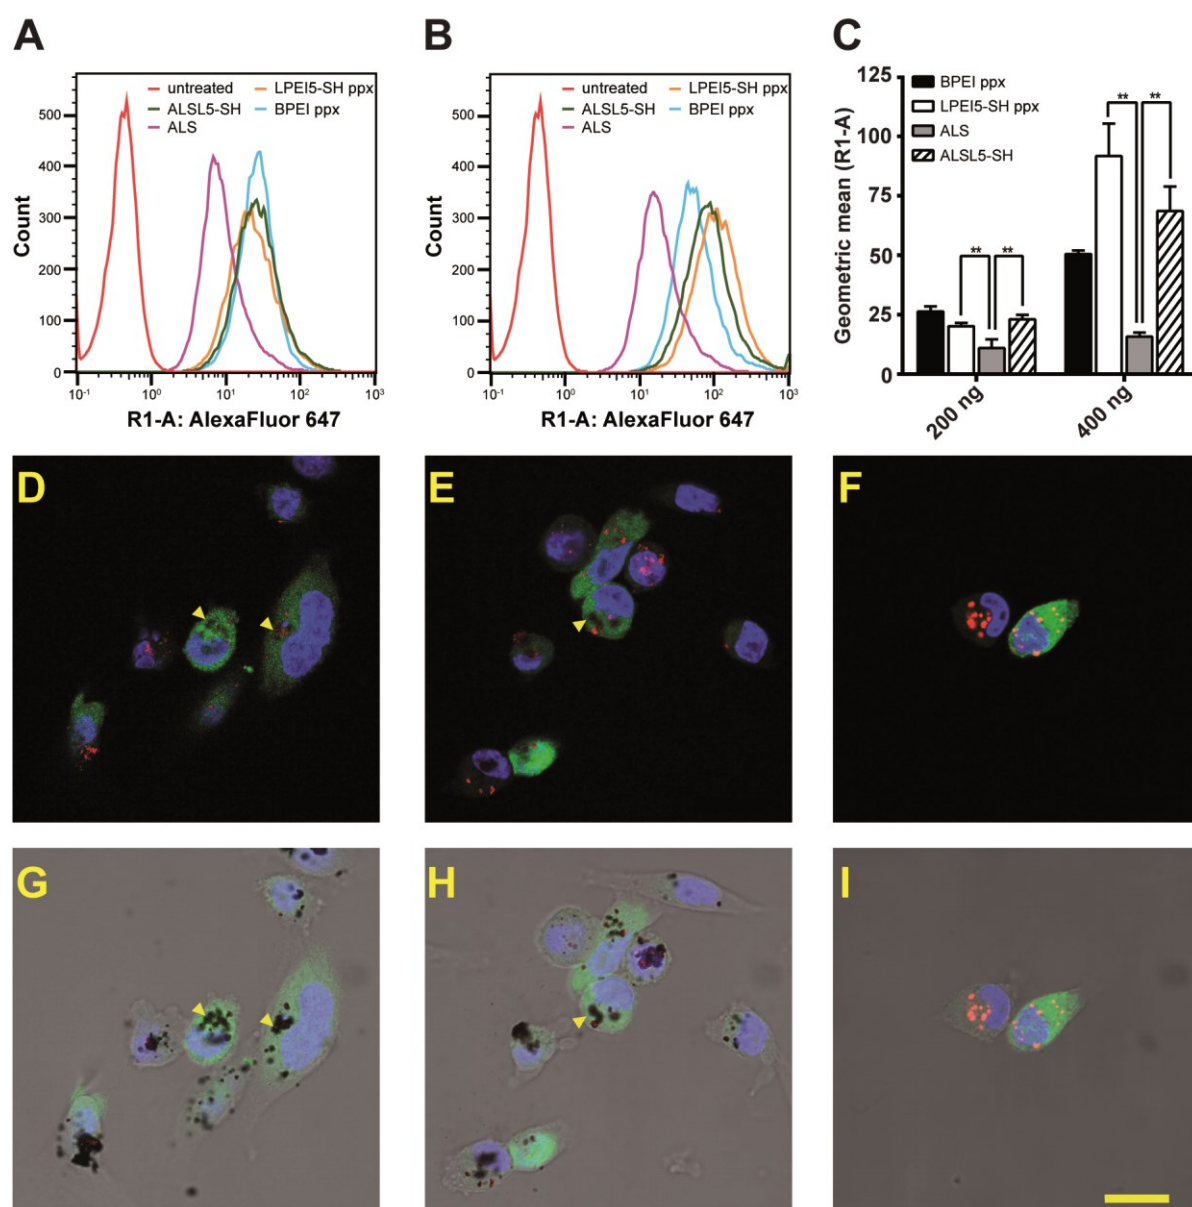 A
B
C
untreated
LPEI5-SH ppx
ALSL5-SH
BPEI ppx
ALS
500
400
300
200
100
0
Count
10-1
10⁰
10¹
10²
10³
R1-A: AlexaFluor 647
untreated
LPEI5-SH ppx
ALSL5-SH
BPEI ppx
ALS
500
400
300
200
100
0
Count
10-1
10⁰
10¹
10²
10³
R1-A: AlexaFluor 647
125
100
75
50
25
0
Geometric mean (R1-A)
BPEI ppx
LPEI5-SH ppx
ALS
ALSL5-SH
** **
** **
200 ng
400 ng
D
E
F
G
H
I